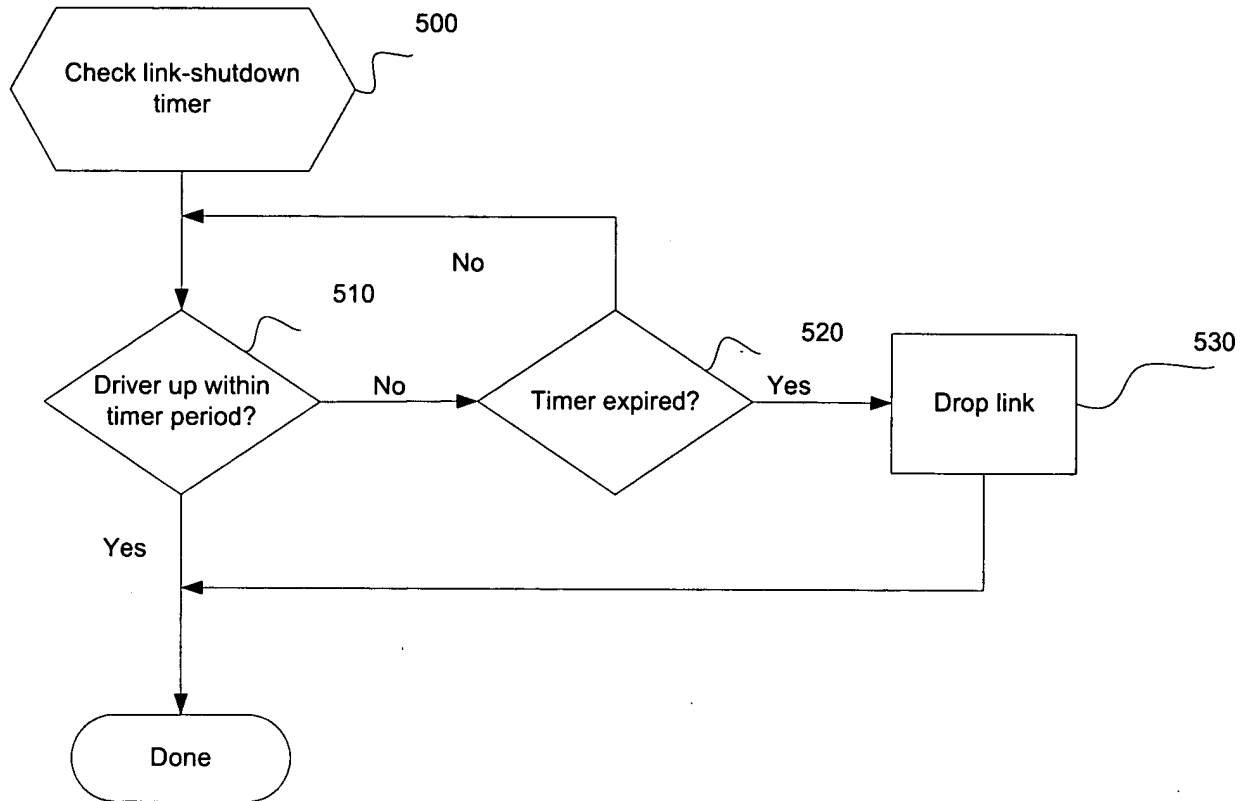 500
Check link-shutdown
timer
No
510
520
530
Driver up within
timer period?
No
Timer expired?
Yes
Drop link
Yes
Done